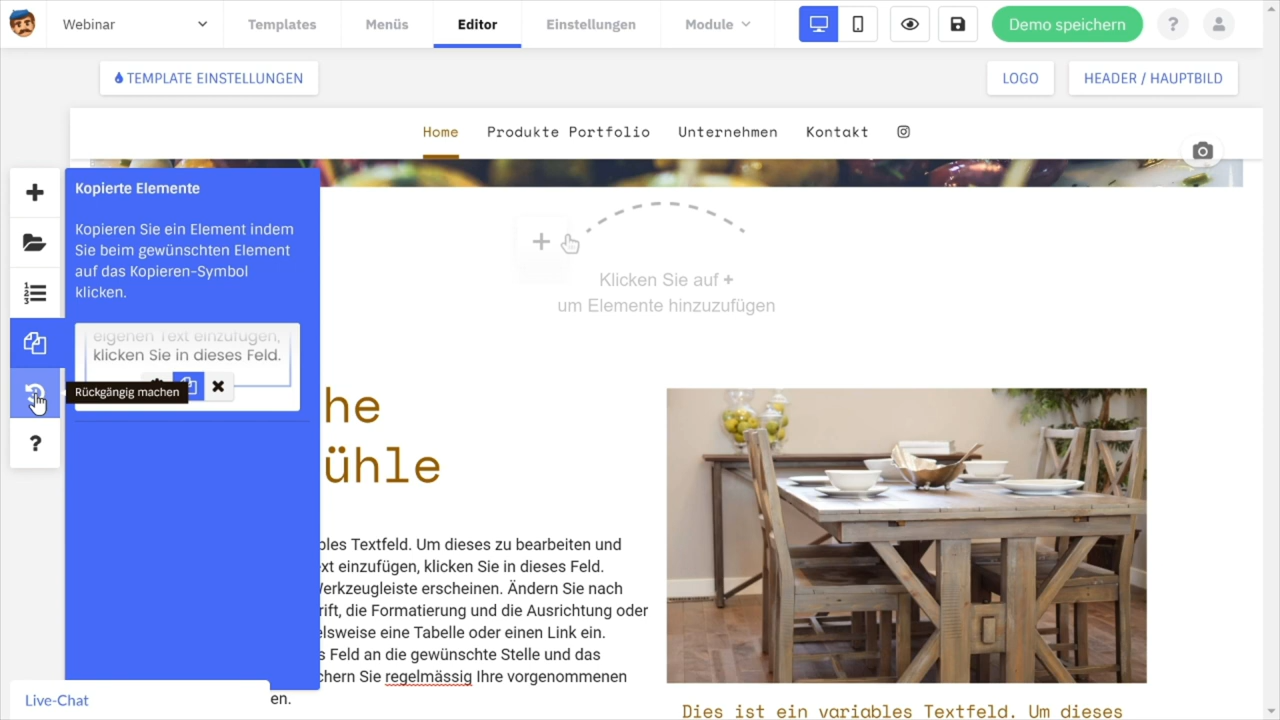 Webinar
Templates
Menüs
Editor
Einstellungen
Module
Demo speichern
?
TEMPLATE EINSTELLUNGEN
LOGO
HEADER / HAUPTBILD
Home
Produkte Portfolio
Unternehmen
Kontakt
Kopierte Elemente
Kopieren Sie ein Element indem
Sie beim gewünschten Element
auf das Kopieren-Symbol
klicken.
eigenen Text einzufügen,
klicken Sie in dieses Feld.
Rückgängig machen
?
Klicken Sie auf +
um Elemente hinzuzufügen
he
ühle
bles Textfeld. Um dieses zu bearbeiten und
ext einzufügen, klicken Sie in dieses Feld.
Werkzeugleiste erscheinen. Ändern Sie nach
rift, die Formatierung und die Ausrichtung oder
elsweise eine Tabelle oder einen Link ein.
s Feld an die gewünschte Stelle und das
chern Sie regelmässig Ihre vorgenommenen
en.
Dies ist ein variables Textfeld. Um dieses
Live-Chat